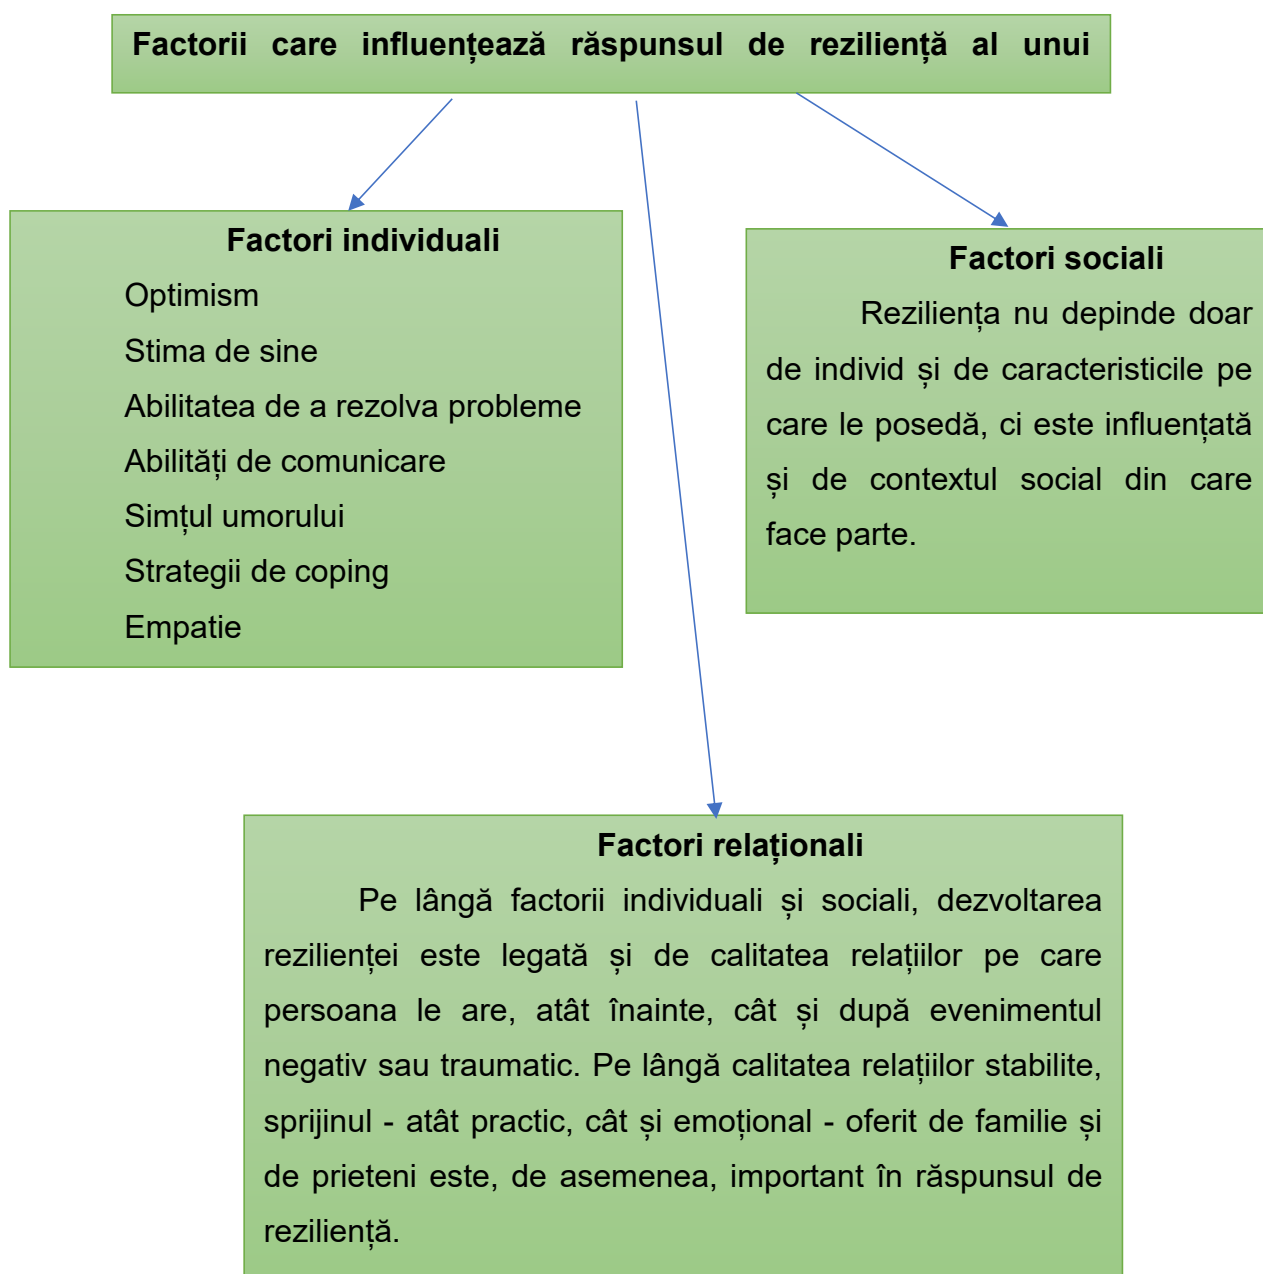 Factorii care influențează răspunsul de reziliență al unui
Factori individuali
Optimism
Stima de sine
Abilitatea de a rezolva probleme
Abilități de comunicare
Simțul umorului
Strategii de coping
Empatie
Factori sociali
Reziliența nu depinde doar
de individ și de caracteristicile pe
care le posedă, ci este influențată
și de contextul social din care
face parte.
Factori relaționali
Pe lângă factorii individuali și sociali, dezvoltarea
rezilienței este legată și de calitatea relațiilor pe care
persoana le are, atât înainte, cât și după evenimentul
negativ sau traumatic. Pe lângă calitatea relațiilor stabilite,
sprijinul - atât practic, cât și emoțional - oferit de familie și
de prieteni este, de asemenea, important în răspunsul de
reziliență.